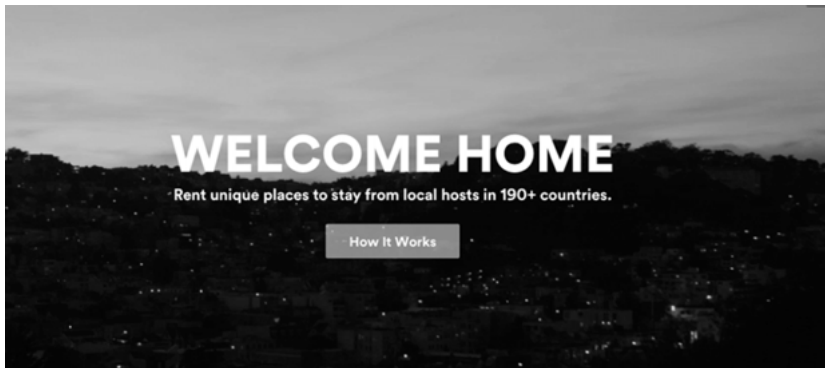 WELCOME HOME
Rent unique places to stay from local hosts in 190+ countries.
How It Works